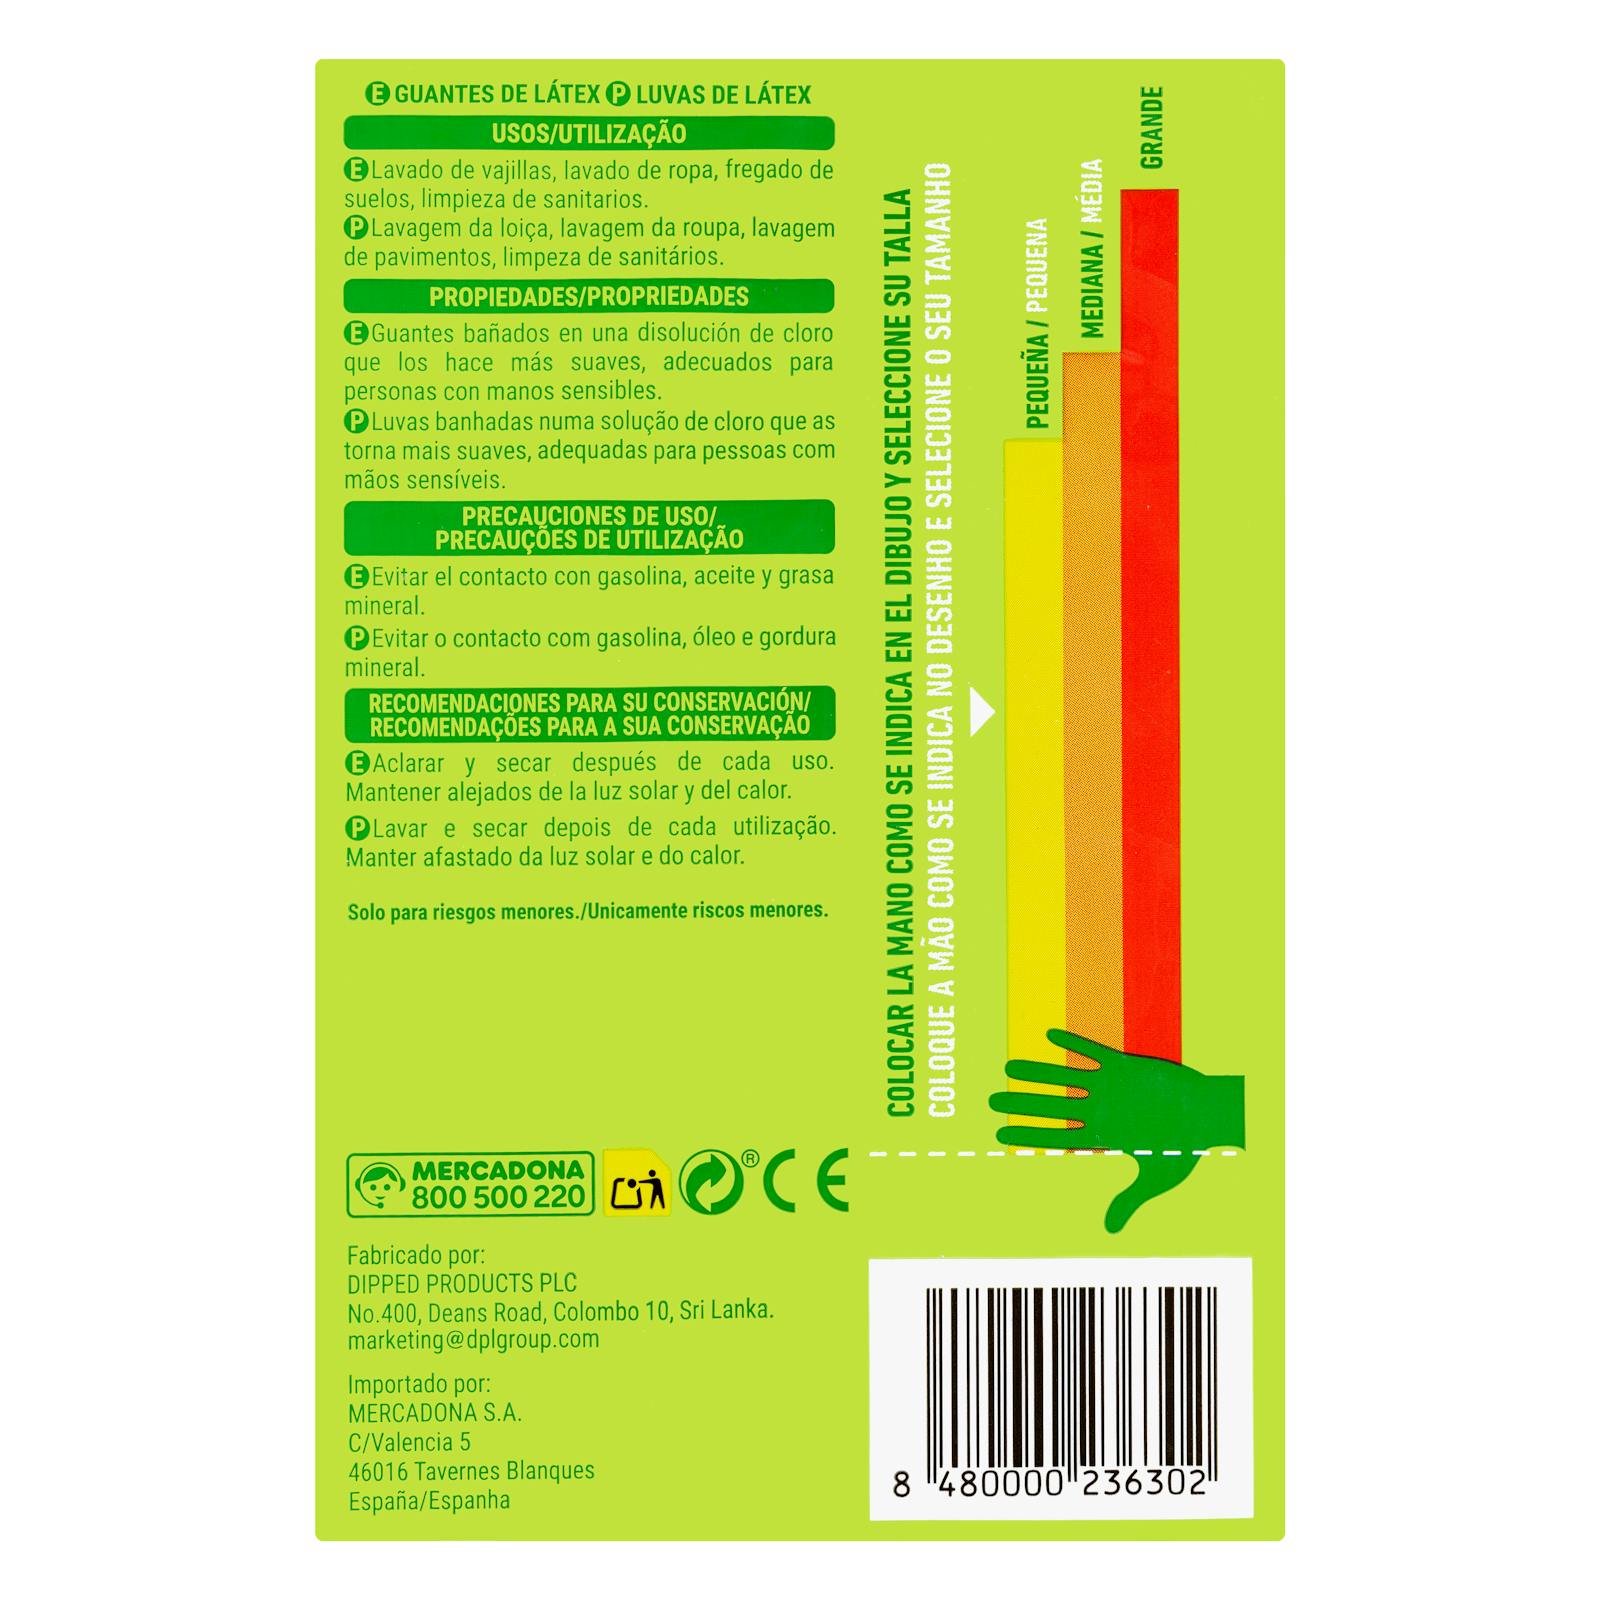 E GUANTES DE LÁTEX P LUVAS DE LÁTEX
USOS/UTILIZAÇÃO
E Lavado de vajillas, lavado de ropa, fregado de
suelos, limpieza de sanitarios.
P Lavagem da loiça, lavagem da roupa, lavagem
de pavimentos, limpeza de sanitários.
PROPIEDADES/PROPRIEDADES
E Guantes bañados en una disolución de cloro
que los hace más suaves, adecuados para
personas con manos sensibles.
P Luvas banhadas numa solução de cloro que as
torna mais suaves, adequadas para pessoas com
mãos sensíveis.
PRECAUCIONES DE USO/
PRECAUÇÕES DE UTILIZAÇÃO
E Evitar el contacto con gasolina, aceite y grasa
mineral.
P Evitar o contacto com gasolina, óleo e gordura
mineral.
RECOMENDACIONES PARA SU CONSERVACIÓN/
RECOMENDAÇÕES PARA A SUA CONSERVAÇÃO
E Aclarar y secar después de cada uso.
Mantener alejados de la luz solar y del calor.
P Lavar e secar depois de cada utilização.
Manter afastado da luz solar e do calor.
Solo para riesgos menores./Unicamente riscos menores.
MERCADONA
800 500 220
® CE
Fabricado por:
DIPPED PRODUCTS PLC
No.400, Deans Road, Colombo 10, Sri Lanka.
marketing@dplgroup.com
Importado por:
MERCADONA S.A.
C/Valencia 5
46016 Tavernes Blanques
España/Espanha
COLOCAR LA MANO COMO SE INDICA EN EL DIBUJO Y SELECCIONE SU TALLA
COLOQUE A MÃO COMO SE INDICA NO DESENHO E SELECIONE O SEU TAMANHO
PEQUEÑA / PEQUENA
MEDIANA / MÉDIA
GRANDE
8 480000 236302